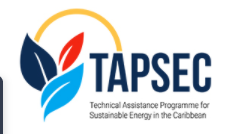 TAPSEC
Technical Assistance Programme for
Sustainable Energy in the Caribbean